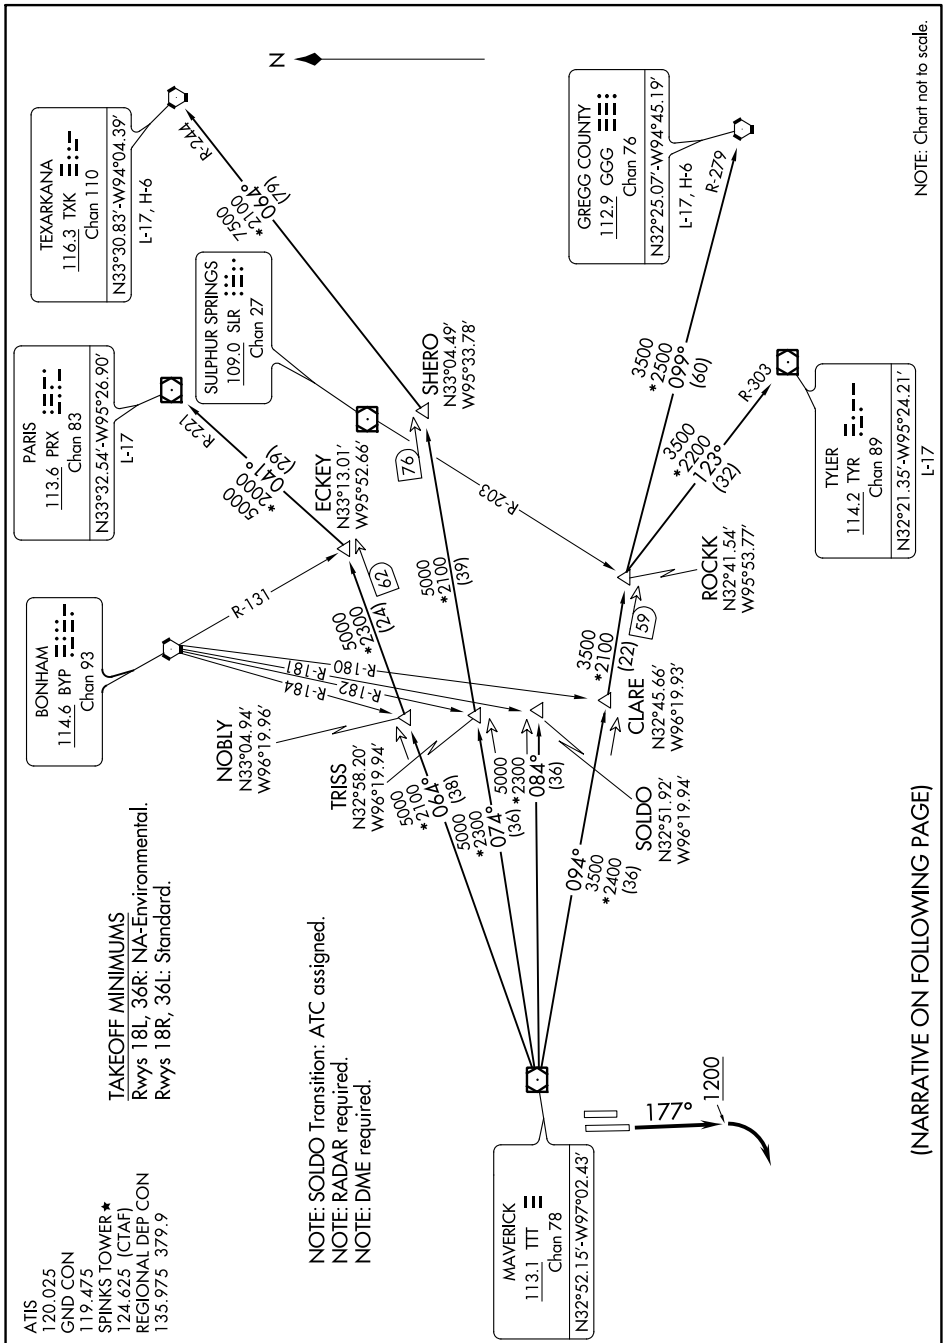 ATIS
120.025
GND CON
119.475
SPINKS TOWER★
124.625 (CTAF)
REGIONAL DEP CON
135.975 379.9
TAKEOFF MINIMUMS
Rwys 18L, 36R: NA-Environmental.
Rwys 18R, 36L: Standard.
NOTE: SOLDO Transition: ATC assigned.
NOTE: RADAR required.
NOTE: DME required.
BONHAM
114.6 BYP
Chan 93
PARIS
113.6 PRX
Chan 83
N33°32.54'-W95°26.90'
L-17
TEXARKANA
116.3 TXK
Chan 110
N33°30.83'-W94°04.39'
L-17, H-6
SULPHUR SPRINGS
109.0 SLR
Chan 27
N
R-244
7500
*2100
064°
(79)
R-221
5000
*2000
041°
(29)
ECKEY
N33°13.01'
W95°52.66'
SHERO
N33°04.49'
W95°33.78'
R-131
R-184
R-182
R-181
R-180
R-203
NOBLY
N33°04.94'
W96°19.96'
5000
*2300
(24)
62
76
TRISS
N32°58.20'
W96°19.94'
5000
*2100
064°
(38)
5000
*2100
(39)
5000
*2300
074°
(36)
5000
*2300
084°
(36)
SOLDO
N32°51.92'
W96°19.94'
094°
3500
*2400
(36)
CLARE
N32°45.66'
W96°19.93'
3500
*2100
(22)
59
ROCKK
N32°41.54'
W95°53.77'
3500
*2500
099°
(60)
R-279
3500
*2200
123°
(32)
R-303
GREGG COUNTY
112.9 GGG
Chan 76
N32°25.07'-W94°45.19'
L-17, H-6
TYLER
114.2 TYR
Chan 89
N32°21.35'-W95°24.21'
L-17
MAVERICK
113.1 TTT
Chan 78
N32°52.15'-W97°02.43'
177°
1200
(NARRATIVE ON FOLLOWING PAGE)
NOTE: Chart not to scale.